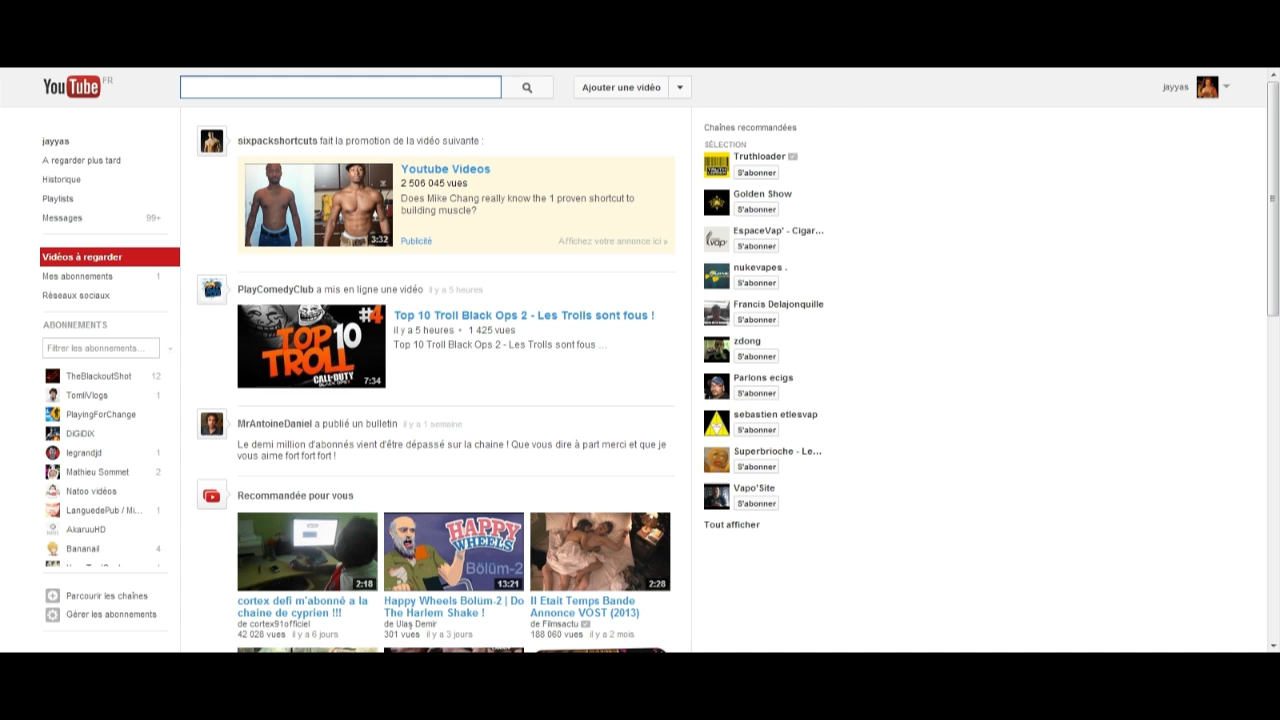 YouTube FR
Ajouter une vidéo
jayyas
jayyas
A regarder plus tard
Historique
Playlists
Messages 99+
Vidéos à regarder
Mes abonnements 1
Réseaux sociaux
ABONNEMENTS
Filtrer les abonnements...
TheBlackoutShot 12
TomliVlogs 1
PlayingForChange
DiGiDiX
legrandjd 1
Mathieu Sommet 2
Natoo vidéos
LanguedePub / Mi... 1
AkaruuHD
Bananail 4
Parcourir les chaînes
Gérer les abonnements
sixpackshortcuts fait la promotion de la vidéo suivante :
3:32
Youtube Videos
2 506 045 vues
Does Mike Chang really know the 1 proven shortcut to
building muscle?
Publicité Affichez votre annonce ici »
PlayComedyClub a mis en ligne une vidéo il y a 5 heures
#4
TOP 10
TROLL
CALL OF DUTY
7:34
Top 10 Troll Black Ops 2 - Les Trolls sont fous !
il y a 5 heures • 1 425 vues
Top 10 Troll Black Ops 2 - Les Trolls sont fous ...
MrAntoineDaniel a publié un bulletin il y a 1 semaine
Le demi million d'abonnés vient d'être dépassé sur la chaine ! Que vous dire à part merci et que je
vous aime fort fort fort !
Recommandée pour vous
2:18
HAPPY
WHEELS
Bölüm-2
13:21
2:28
cortex defi m'abonné a la
chaine de cyprien !!!
de cortex91officiel
42 028 vues il y a 6 jours
Happy Wheels Bölüm-2 | Do
The Harlem Shake !
de Ulaş Demir
301 vues il y a 3 jours
Il Etait Temps Bande
Annonce VOST (2013)
de Filmsactu
188 060 vues il y a 2 mois
Chaînes recommandées
SÉLECTION
Truthloader
S'abonner
Golden Show
S'abonner
EspaceVap' - Cigar...
S'abonner
nukevapes .
S'abonner
Francis Delajonquille
S'abonner
zdong
S'abonner
Parlons ecigs
S'abonner
sebastien etlesvap
S'abonner
Superbrioche - Le...
S'abonner
Vapo'Site
S'abonner
Tout afficher